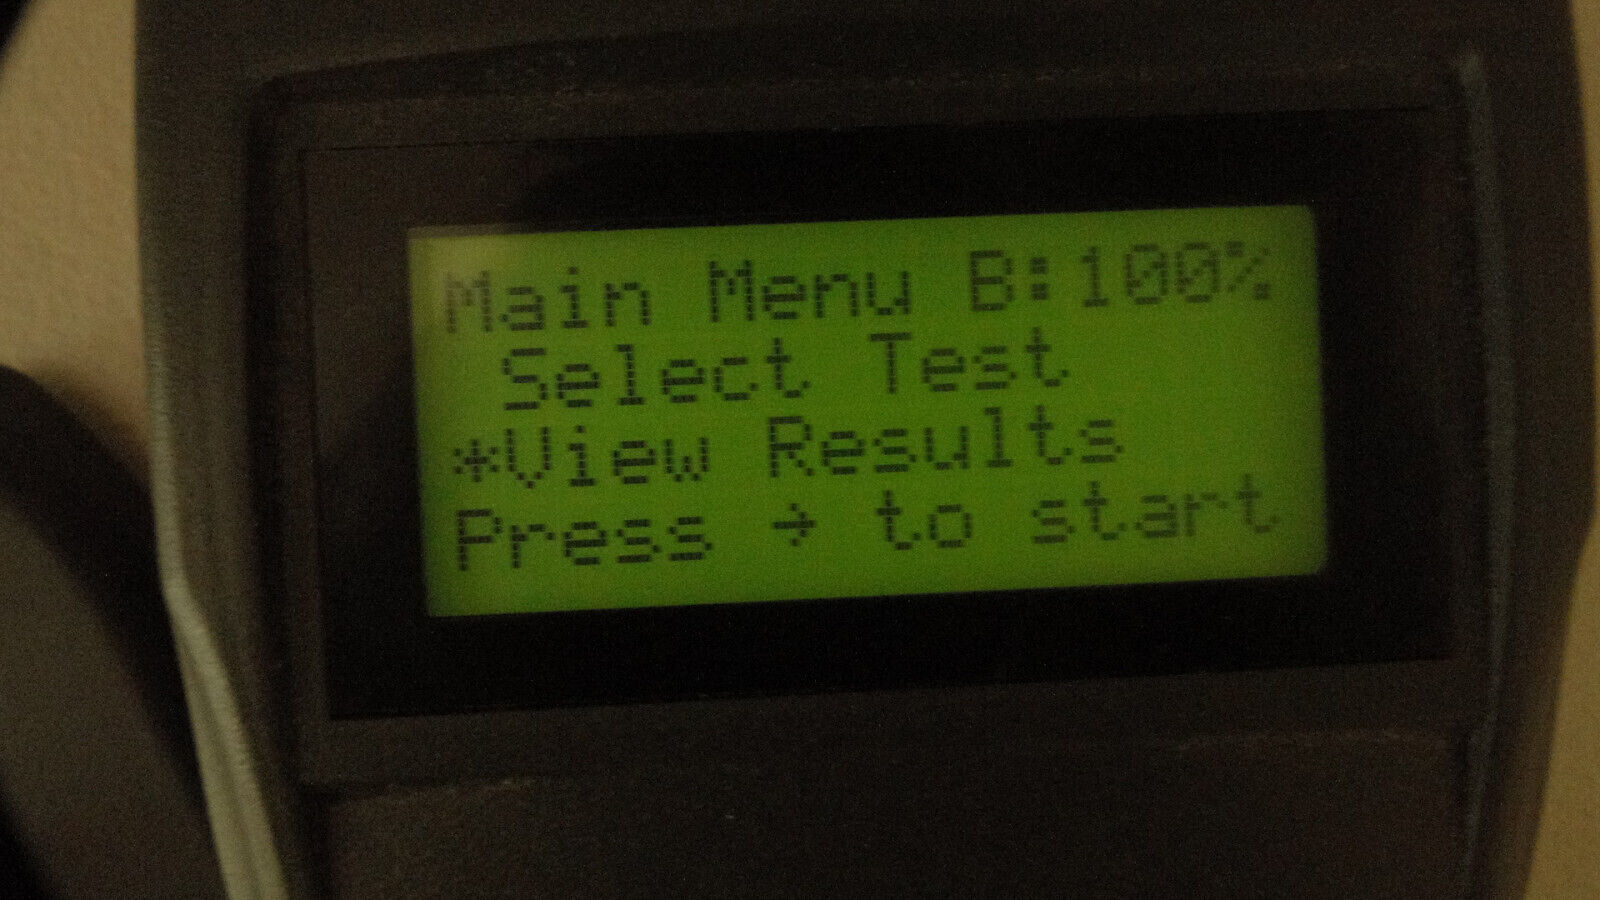 Main Menu B:100%
Select Test
*View Results
Press → to start